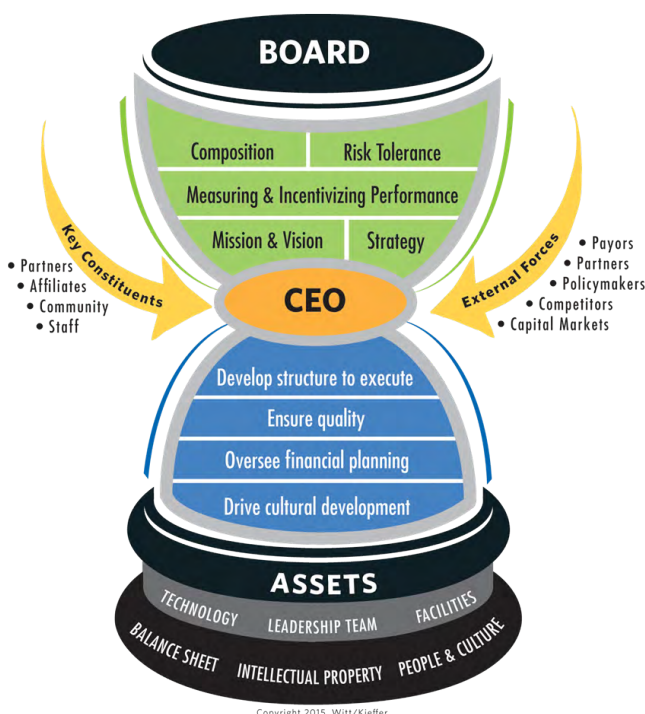 BOARD
Composition
Risk Tolerance
Measuring & Incentivizing Performance
Mission & Vision
Strategy
Key Constituents
• Partners
• Affiliates
• Community
• Staff
CEO
External Forces
• Payors
• Partners
• Policymakers
• Competitors
• Capital Markets
Develop structure to execute
Ensure quality
Oversee financial planning
Drive cultural development
ASSETS
TECHNOLOGY
LEADERSHIP TEAM
FACILITIES
BALANCE SHEET
INTELLECTUAL PROPERTY
PEOPLE & CULTURE
Copyright 2015, Witt/Kieffer